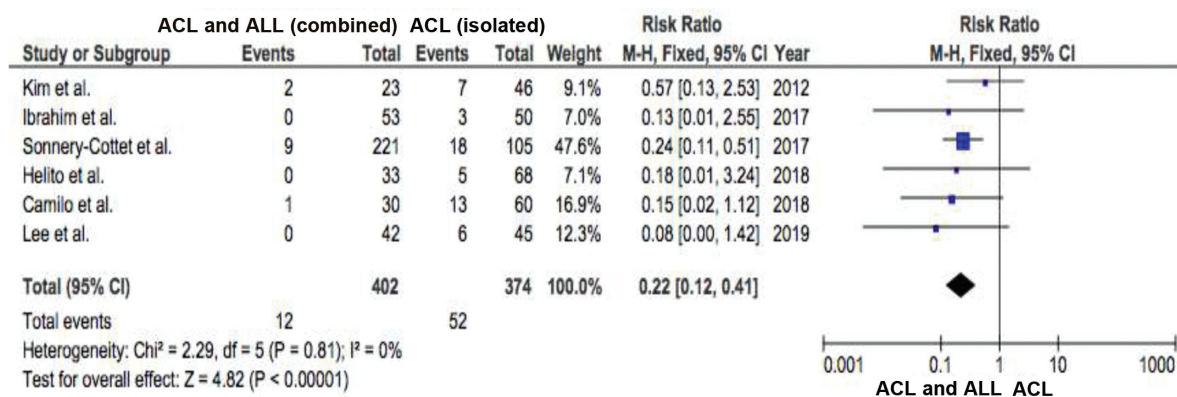 ACL and ALL (combined) ACL (isolated) Risk Ratio Risk Ratio
Study or Subgroup Events Total Events Total Weight M-H, Fixed, 95% CI Year M-H, Fixed, 95% CI
Kim et al. 2 23 7 46 9.1% 0.57 [0.13, 2.53] 2012
Ibrahim et al. 0 53 3 50 7.0% 0.13 [0.01, 2.55] 2017
Sonnery-Cottet et al. 9 221 18 105 47.6% 0.24 [0.11, 0.51] 2017
Helito et al. 0 33 5 68 7.1% 0.18 [0.01, 3.24] 2018
Camilo et al. 1 30 13 60 16.9% 0.15 [0.02, 1.12] 2018
Lee et al. 0 42 6 45 12.3% 0.08 [0.00, 1.42] 2019
Total (95% CI) 402 374 100.0% 0.22 [0.12, 0.41]
Total events 12 52
Heterogeneity: Chi² = 2.29, df = 5 (P = 0.81); I² = 0%
Test for overall effect: Z = 4.82 (P < 0.00001)
0.001 0.1 1 10 1000
ACL and ALL ACL